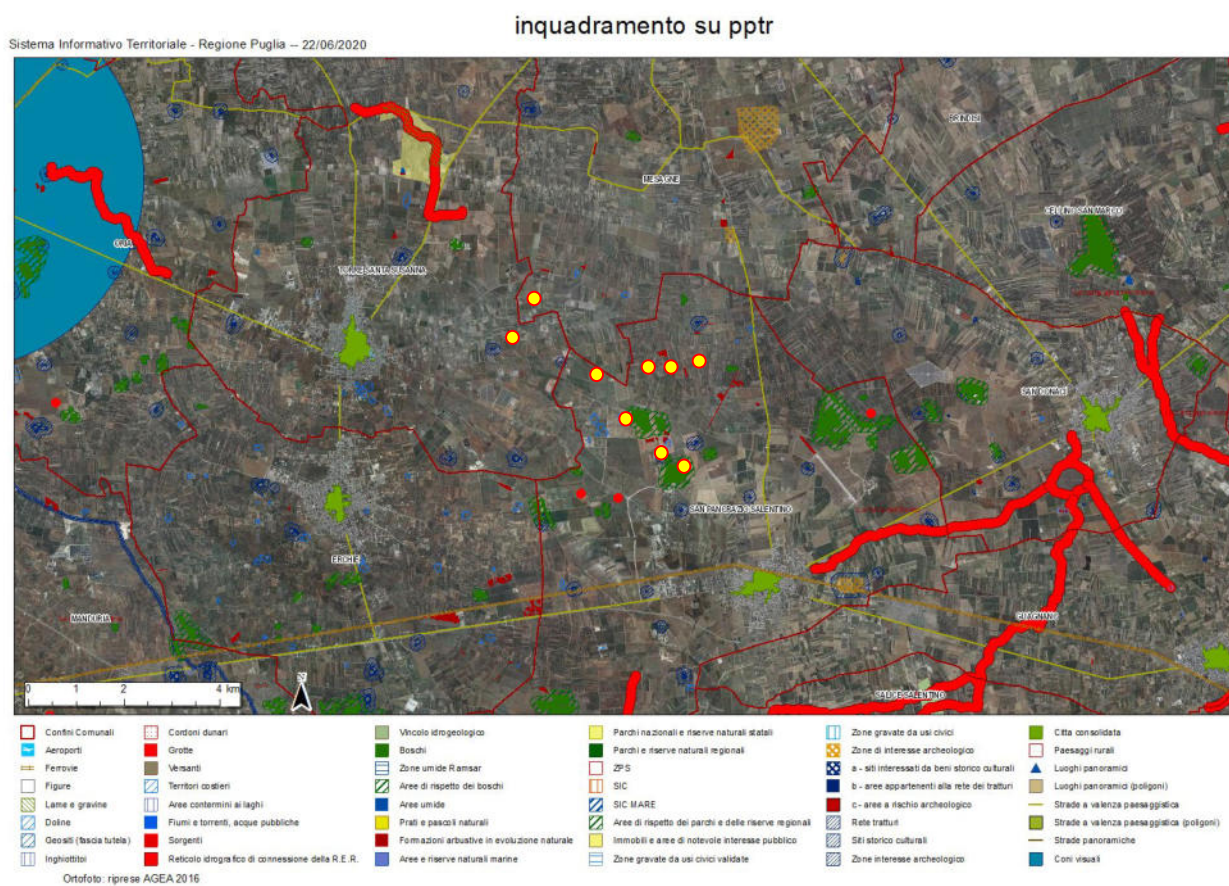 inquadramento su pptr
Sistema Informativo Territoriale - Regione Puglia -- 22/06/2020
BRINDISI
MESAGNE
CELLINO SAN MARCO
ORIA
TORRE SANTA SUSANNA
SAN DONACI
SAN PANCRAZIO SALENTINO
ERCHIE
MANDURIA
GUAGNANO
SALICE SALENTINO
0 1 2 4 km
Confini Comunali
Aeroporti
Ferrovie
Figure
Lame e gravine
Doline
Geositi (fascia tutela)
Inghiottitoi
Cordoni dunari
Grotte
Versanti
Territori costieri
Aree contermini ai laghi
Fiumi e torrenti, acque pubbliche
Sorgenti
Reticolo idrografico di connessione della R.E.R.
Vincolo idrogeologico
Boschi
Zone umide Ramsar
Aree di rispetto dei boschi
Aree umide
Prati e pascoli naturali
Formazioni arbustive in evoluzione naturale
Aree e riserve naturali marine
Parchi nazionali e riserve naturali statali
Parchi e riserve naturali regionali
ZPS
SIC
SIC MARE
Aree di rispetto dei parchi e delle riserve regionali
Immobili e aree di notevole interesse pubblico
Zone gravate da usi civici validate
Zone gravate da usi civici
Zone di interesse archeologico
a - siti interessati da beni storico culturali
b - aree appartenenti alla rete dei tratturi
c - aree a rischio archeologico
Rete tratturi
Siti storico culturali
Zone interesse archeologico
Citta consolidata
Paesaggi rurali
Luoghi panoramici
Luoghi panoramici (poligoni)
Strade a valenza paesaggistica
Strade a valenza paesaggistica (poligoni)
Strade panoramiche
Coni visuali
Ortofoto: riprese AGEA 2016